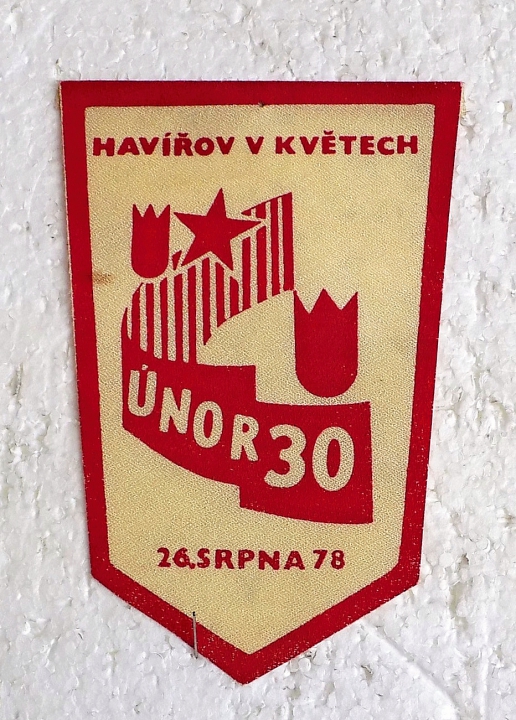 HAVÍŘOV V KVĚTECH
ÚNOR 30
26.SRPNA 78